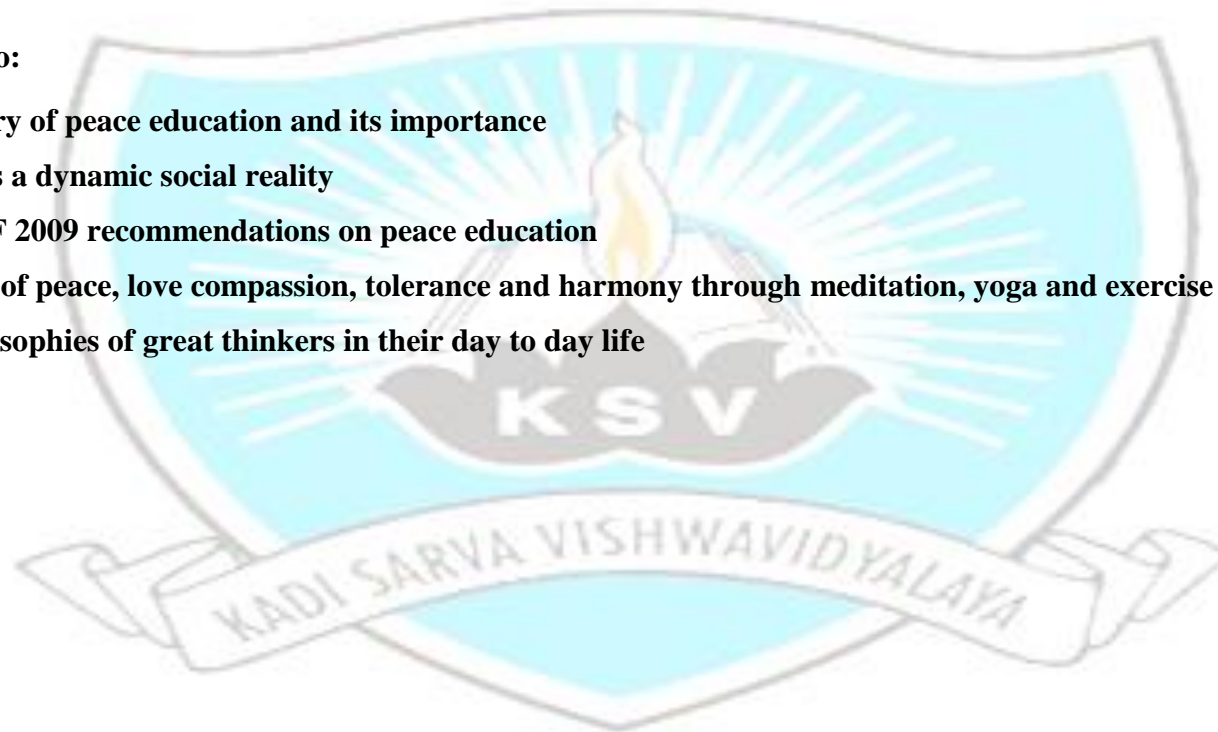 o:
ry of peace education and its importance
s a dynamic social reality
F 2009 recommendations on peace education
of peace, love compassion, tolerance and harmony through meditation, yoga and exercise
sophies of great thinkers in their day to day life
KSV
KADI SARVA VISHWAVIDYALAYA